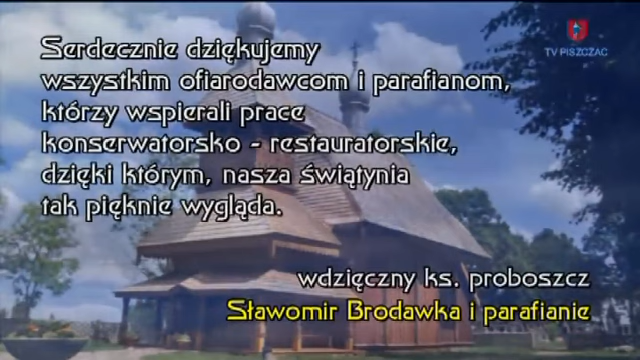 TV PISZCZAC
Serdecznie dziękujemy
wszystkim ofiarodawcom i parafianom,
którzy wspierali prace
konserwatorsko - restauratorskie,
dzięki którym, nasza świątynia
tak pięknie wygląda.
wdzięczny ks. proboszcz
Sławomir Brodawka i parafianie